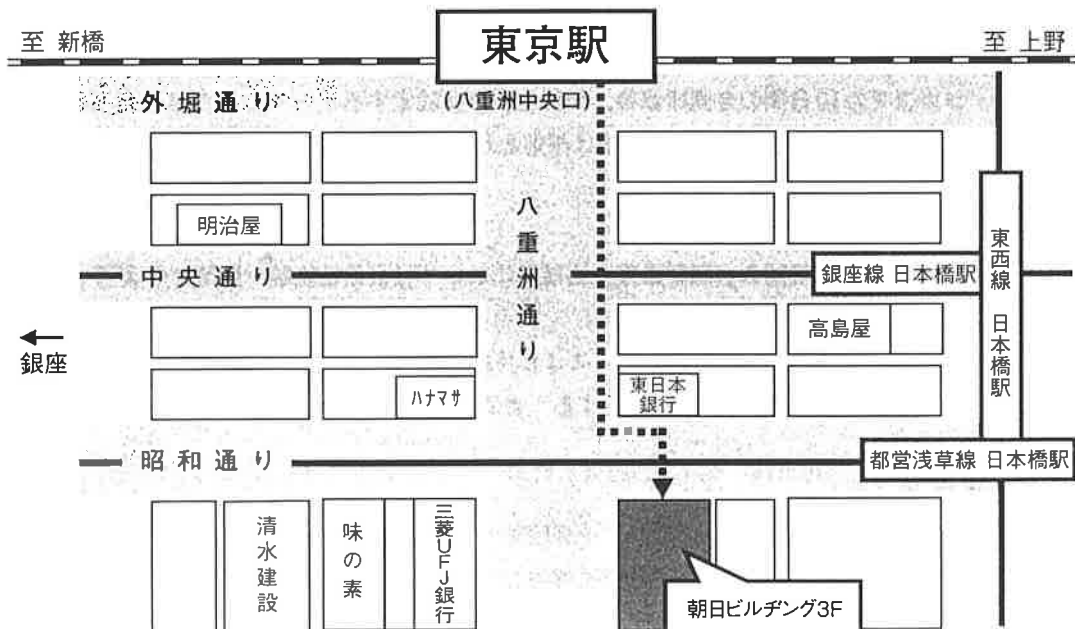 東京駅
至 新橋
至 上野
外堀通り
(八重洲中央口)
明治屋
八重洲通り
東西線 日本橋駅
中央通り
銀座線 日本橋駅
高島屋
←
銀座
ハナマサ
東日本
銀行
昭和通り
都営浅草線 日本橋駅
清水建設
味の素
三菱UFJ銀行
朝日ビルヂング3F